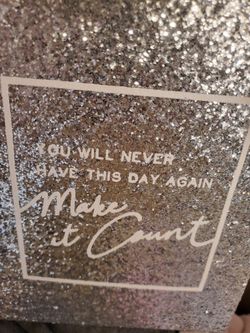 YOU WILL NEVER
HAVE THIS DAY AGAIN
Make
it Count